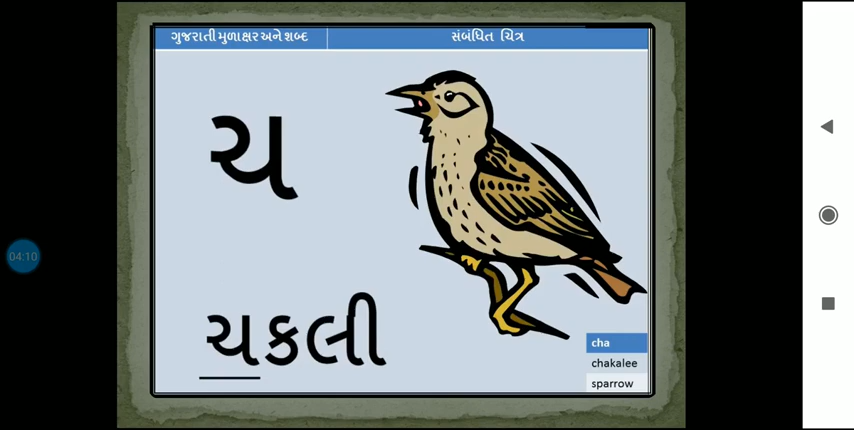 ગુજરાતી મુળાક્ષર અને શબ્દ
સંબંધિત ચિત્ર
ચ
04:10
ચકલી
cha
chakalee
sparrow